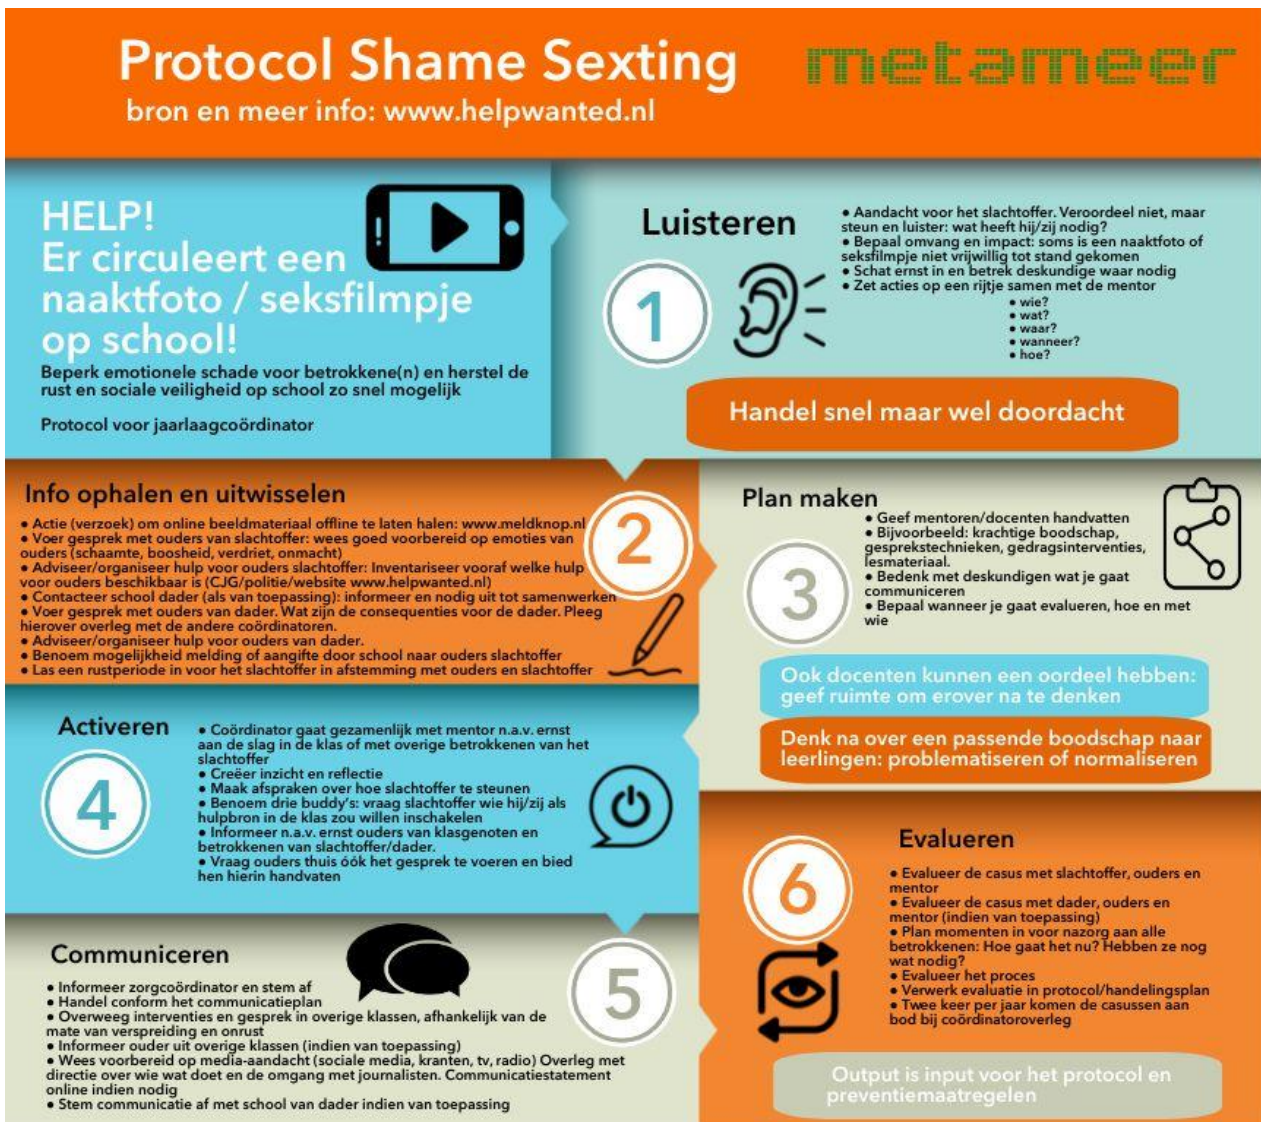 Protocol Shame Sexting
metameer
bron en meer info: www.helpwanted.nl
HELP!
Er circuleert een
naaktfoto / seksfilmpje
op school!
Beperk emotionele schade voor betrokkene(n) en herstel de
rust en sociale veiligheid op school zo snel mogelijk
Protocol voor jaarlaagcoördinator
Luisteren
1
• Aandacht voor het slachtoffer. Veroordeel niet, maar
steun en luister: wat heeft hij/zij nodig?
• Bepaal omvang en impact: soms is een naaktfoto of
seksfilmpje niet vrijwillig tot stand gekomen
• Schat ernst in en betrek deskundige waar nodig
• Zet acties op een rijtje samen met de mentor
• wie?
• wat?
• waar?
• wanneer?
• hoe?
Handel snel maar wel doordacht
Info ophalen en uitwisselen
2
• Actie (verzoek) om online beeldmateriaal offline te laten halen: www.meldknop.nl
• Voer gesprek met ouders van slachtoffer: wees goed voorbereid op emoties van
ouders (schaamte, boosheid, verdriet, onmacht)
• Adviseer/organiseer hulp voor ouders slachtoffer: Inventariseer vooraf welke hulp
voor ouders beschikbaar is (CJG/politie/website www.helpwanted.nl)
• Contacteer school dader (als van toepassing): informeer en nodig uit tot samenwerken
• Voer gesprek met ouders van dader. Wat zijn de consequenties voor de dader. Pleeg
hierover overleg met de andere coördinatoren.
• Adviseer/organiseer hulp voor ouders van dader.
• Benoem mogelijkheid melding of aangifte door school naar ouders slachtoffer
• Las een rustperiode in voor het slachtoffer in afstemming met ouders en slachtoffer
Plan maken
3
• Geef mentoren/docenten handvatten
• Bijvoorbeeld: krachtige boodschap,
gesprekstechnieken, gedragsinterventies,
lesmateriaal.
• Bedenk met deskundigen wat je gaat
communiceren
• Bepaal wanneer je gaat evalueren, hoe en met
wie
Ook docenten kunnen een oordeel hebben:
geef ruimte om erover na te denken
Denk na over een passende boodschap naar
leerlingen: problematiseren of normaliseren
Activeren
4
• Coördinator gaat gezamenlijk met mentor n.a.v. ernst
aan de slag in de klas of met overige betrokkenen van het
slachtoffer
• Creëer inzicht en reflectie
• Maak afspraken over hoe slachtoffer te steunen
• Benoem drie buddy's: vraag slachtoffer wie hij/zij als
hulpbron in de klas zou willen inschakelen
• Informeer n.a.v. ernst ouders van klasgenoten en
betrokkenen van slachtoffer/dader.
• Vraag ouders thuis óók het gesprek te voeren en bied
hen hierin handvaten
Communiceren
5
• Informeer zorgcoördinator en stem af
• Handel conform het communicatieplan
• Overweeg interventies en gesprek in overige klassen, afhankelijk van de
mate van verspreiding en onrust
• Informeer ouder uit overige klassen (indien van toepassing)
• Wees voorbereid op media-aandacht (sociale media, kranten, tv, radio) Overleg met
directie over wie wat doet en de omgang met journalisten. Communicatiestatement
online indien nodig
• Stem communicatie af met school van dader indien van toepassing
Evalueren
6
• Evalueer de casus met slachtoffer, ouders en
mentor
• Evalueer de casus met dader, ouders en
mentor (indien van toepassing)
• Plan momenten in voor nazorg aan alle
betrokkenen: Hoe gaat het nu? Hebben ze nog
wat nodig?
• Evalueer het proces
• Verwerk evaluatie in protocol/handelingsplan
• Twee keer per jaar komen de casussen aan
bod bij coördinatoroverleg
Output is input voor het protocol en
preventiemaatregelen